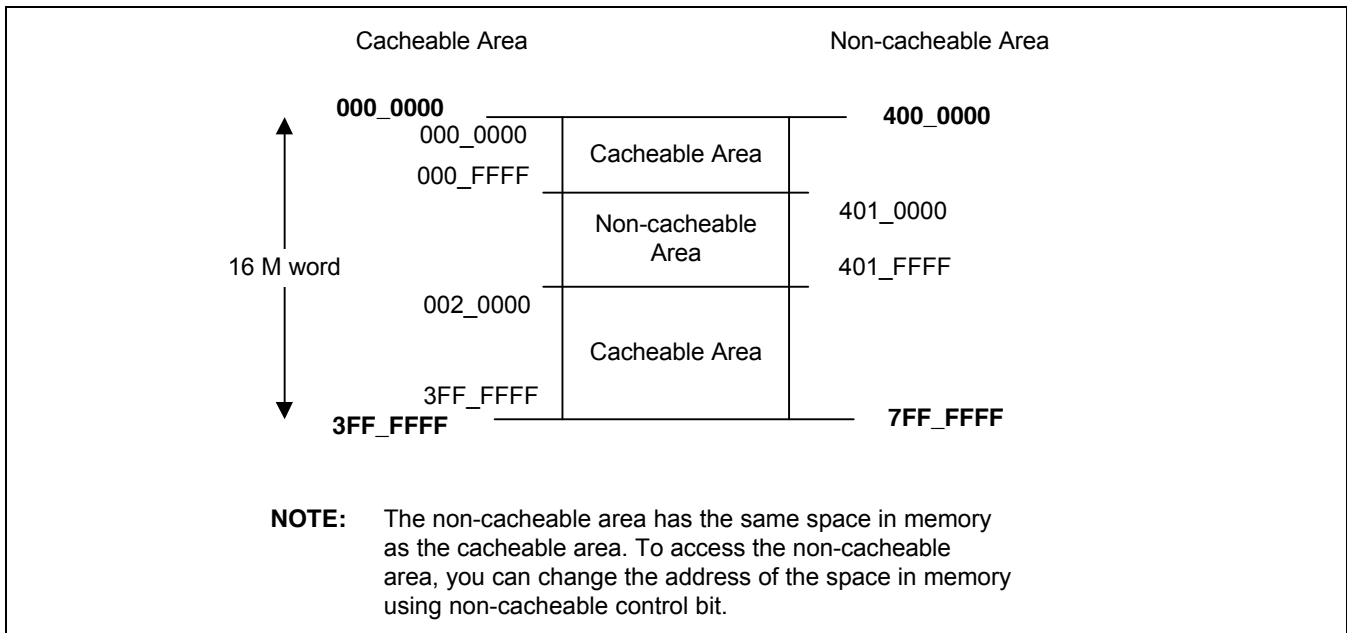 Cacheable Area
Non-cacheable Area
000_0000
400_0000
000_0000
Cacheable Area
000_FFFF
401_0000
Non-cacheable
Area
16 M word
401_FFFF
002_0000
Cacheable Area
3FF_FFFF
3FF_FFFF
7FF_FFFF
NOTE: The non-cacheable area has the same space in memory
as the cacheable area. To access the non-cacheable
area, you can change the address of the space in memory
using non-cacheable control bit.